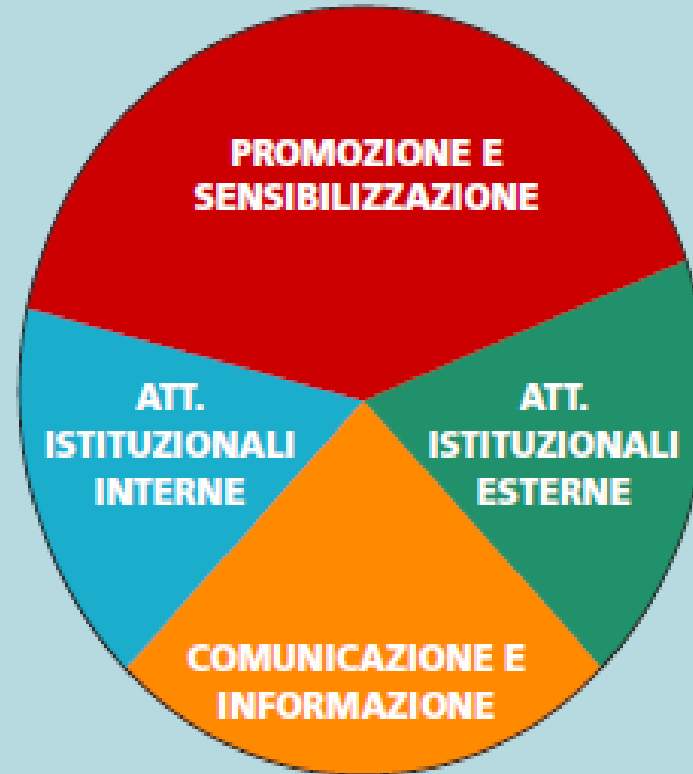 PROMOZIONE E
SENSIBILIZZAZIONE
ATT.
ISTITUZIONALI
INTERNE
ATT.
ISTITUZIONALI
ESTERNE
COMUNICAZIONE E
INFORMAZIONE